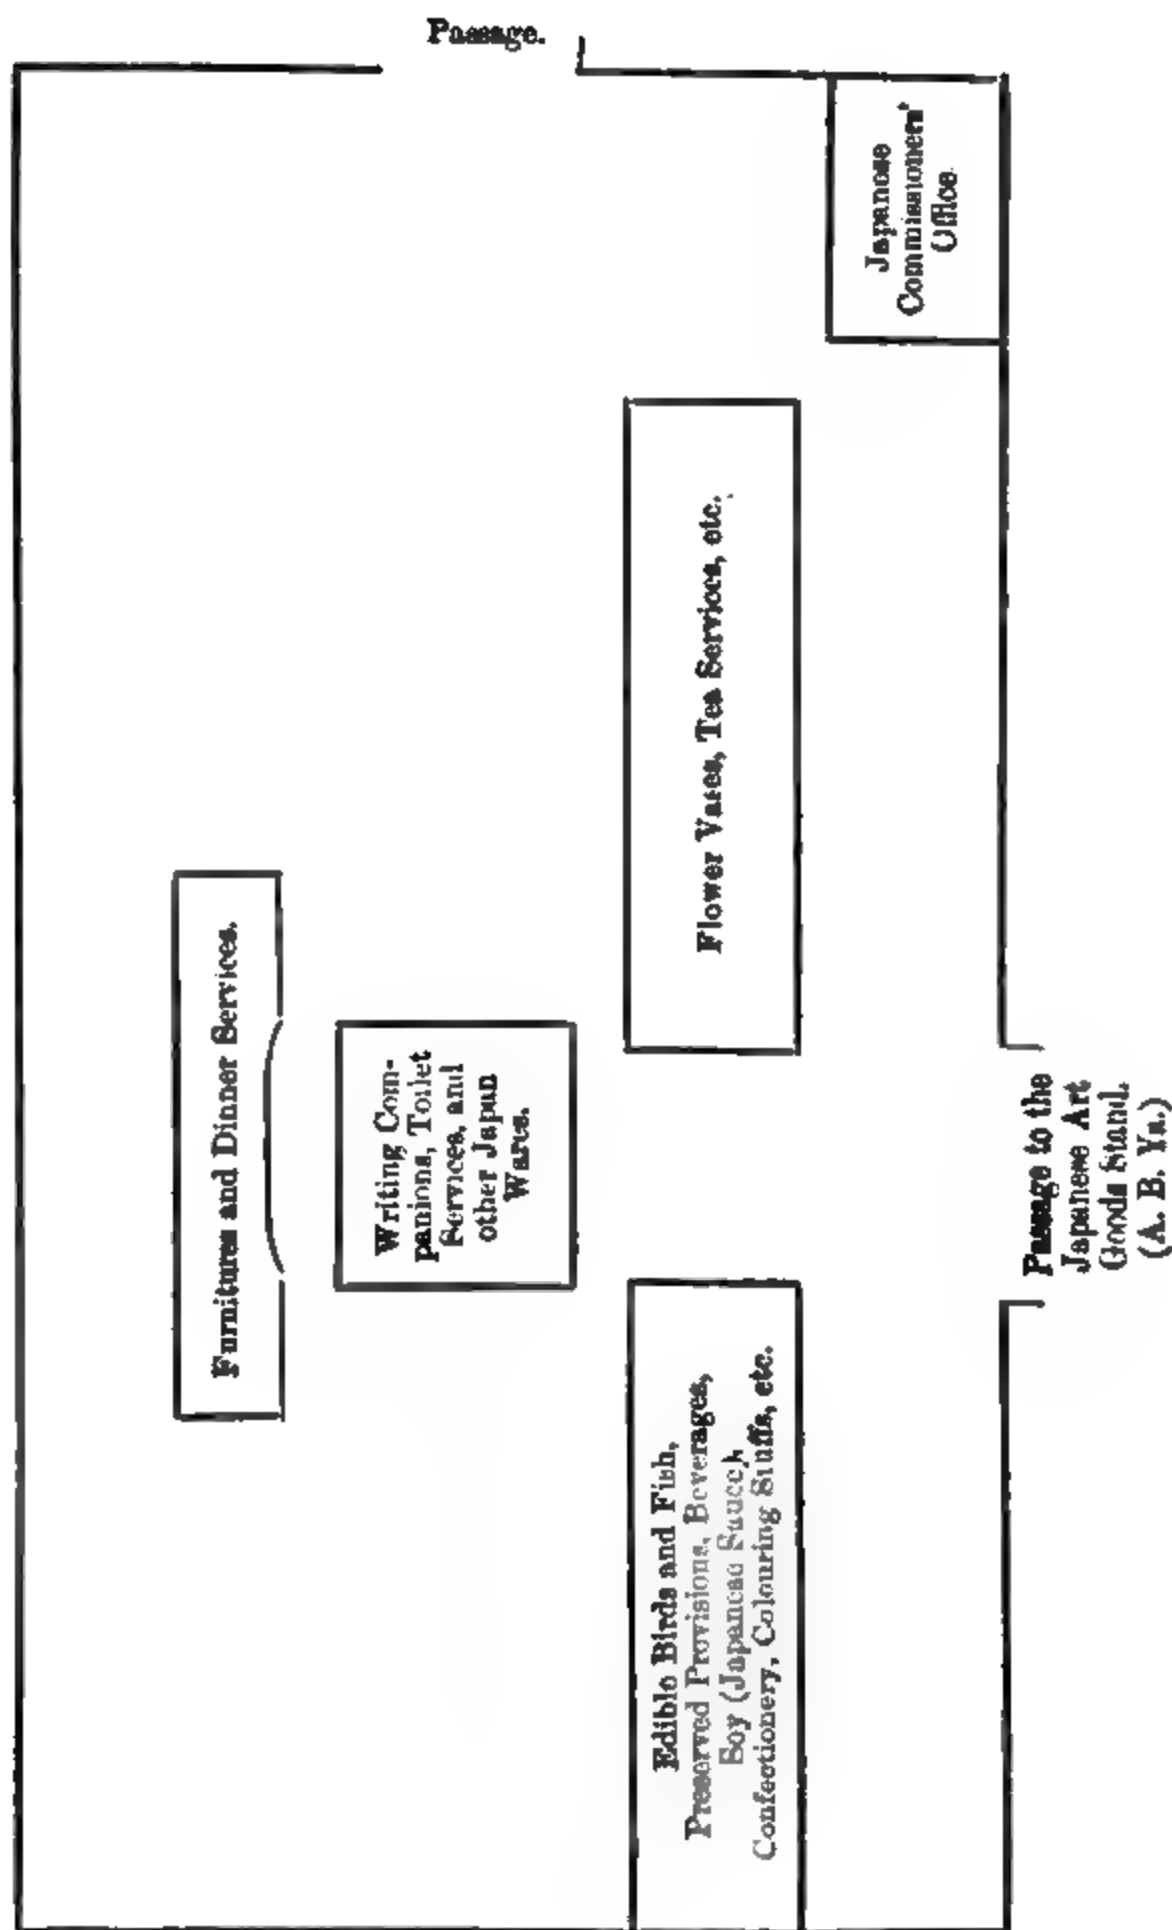 Passage.
Japanese
Commissioners'
Office.
Furnitures and Dinner Services.
Writing Com-
panions, Toilet
Services, and
other Japan
Wares.
Flower Vases, Tea Services, etc.
Edible Birds and Fish,
Preserved Provisions, Beverages,
Soy (Japanese Sauce),
Confectionery, Colouring Stuffs, etc.
Passage to the
Japanese Art
Goods Stand.
(A. B. Ya.)